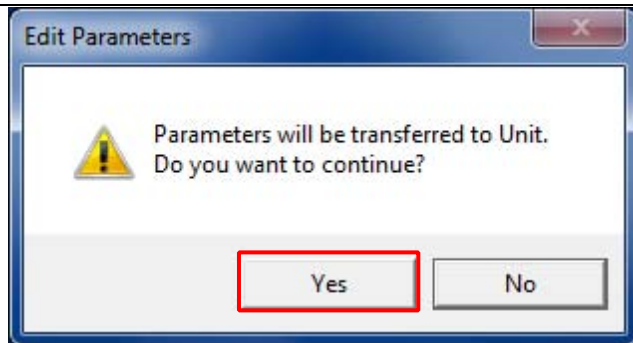 Edit Parameters
Parameters will be transferred to Unit.
Do you want to continue?
Yes
No